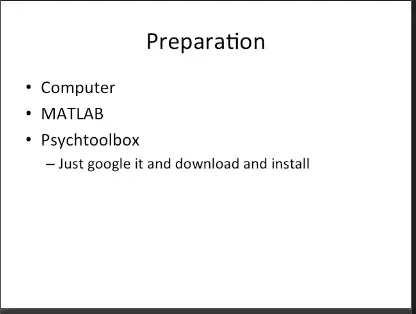 Preparation
• Computer
• MATLAB
• Psychtoolbox
– Just google it and download and install